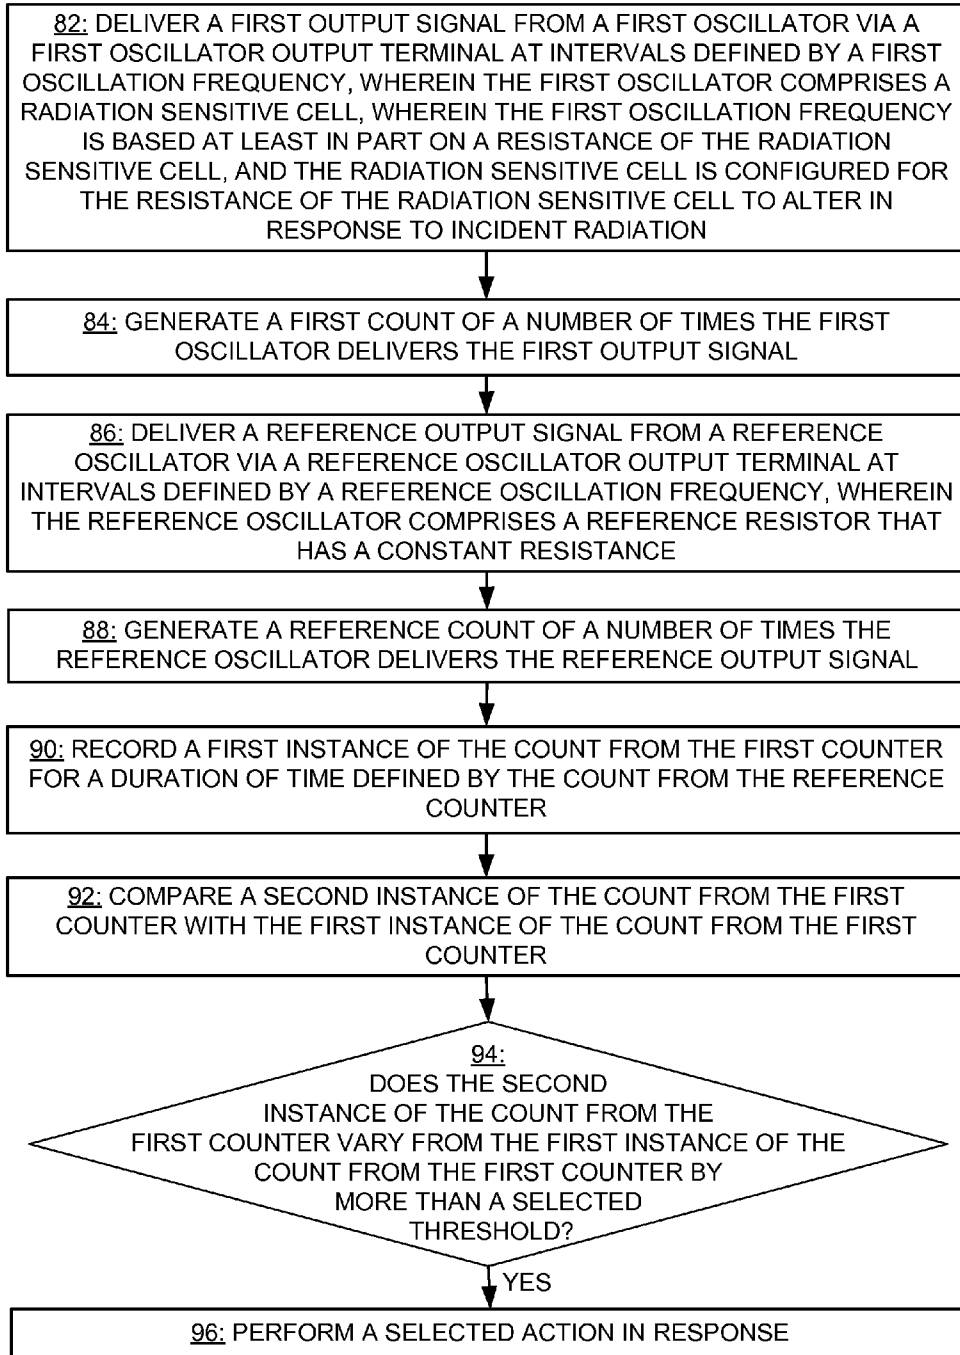 82: DELIVER A FIRST OUTPUT SIGNAL FROM A FIRST OSCILLATOR VIA A
FIRST OSCILLATOR OUTPUT TERMINAL AT INTERVALS DEFINED BY A FIRST
OSCILLATION FREQUENCY, WHEREIN THE FIRST OSCILLATOR COMPRISES A
RADIATION SENSITIVE CELL, WHEREIN THE FIRST OSCILLATION FREQUENCY
IS BASED AT LEAST IN PART ON A RESISTANCE OF THE RADIATION
SENSITIVE CELL, AND THE RADIATION SENSITIVE CELL IS CONFIGURED FOR
THE RESISTANCE OF THE RADIATION SENSITIVE CELL TO ALTER IN
RESPONSE TO INCIDENT RADIATION
84: GENERATE A FIRST COUNT OF A NUMBER OF TIMES THE FIRST
OSCILLATOR DELIVERS THE FIRST OUTPUT SIGNAL
86: DELIVER A REFERENCE OUTPUT SIGNAL FROM A REFERENCE
OSCILLATOR VIA A REFERENCE OSCILLATOR OUTPUT TERMINAL AT
INTERVALS DEFINED BY A REFERENCE OSCILLATION FREQUENCY, WHEREIN
THE REFERENCE OSCILLATOR COMPRISES A REFERENCE RESISTOR THAT
HAS A CONSTANT RESISTANCE
88: GENERATE A REFERENCE COUNT OF A NUMBER OF TIMES THE
REFERENCE OSCILLATOR DELIVERS THE REFERENCE OUTPUT SIGNAL
90: RECORD A FIRST INSTANCE OF THE COUNT FROM THE FIRST COUNTER
FOR A DURATION OF TIME DEFINED BY THE COUNT FROM THE REFERENCE
COUNTER
92: COMPARE A SECOND INSTANCE OF THE COUNT FROM THE FIRST
COUNTER WITH THE FIRST INSTANCE OF THE COUNT FROM THE FIRST
COUNTER
94:
DOES THE SECOND
INSTANCE OF THE COUNT FROM THE
FIRST COUNTER VARY FROM THE FIRST INSTANCE OF THE
COUNT FROM THE FIRST COUNTER BY
MORE THAN A SELECTED
THRESHOLD?
YES
96: PERFORM A SELECTED ACTION IN RESPONSE